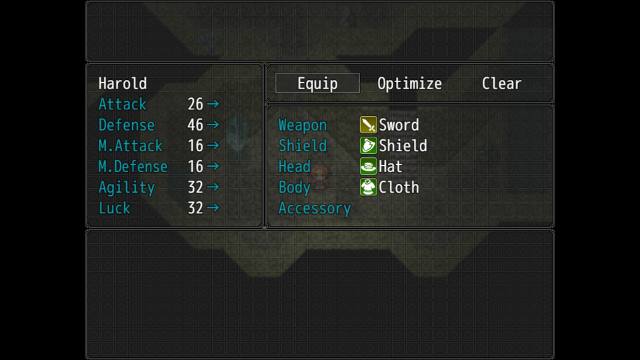 Harold
Attack 26 →
Defense 46 →
M.Attack 16 →
M.Defense 16 →
Agility 32 →
Luck 32 →
Equip Optimize Clear
Weapon Sword
Shield Shield
Head Hat
Body Cloth
Accessory